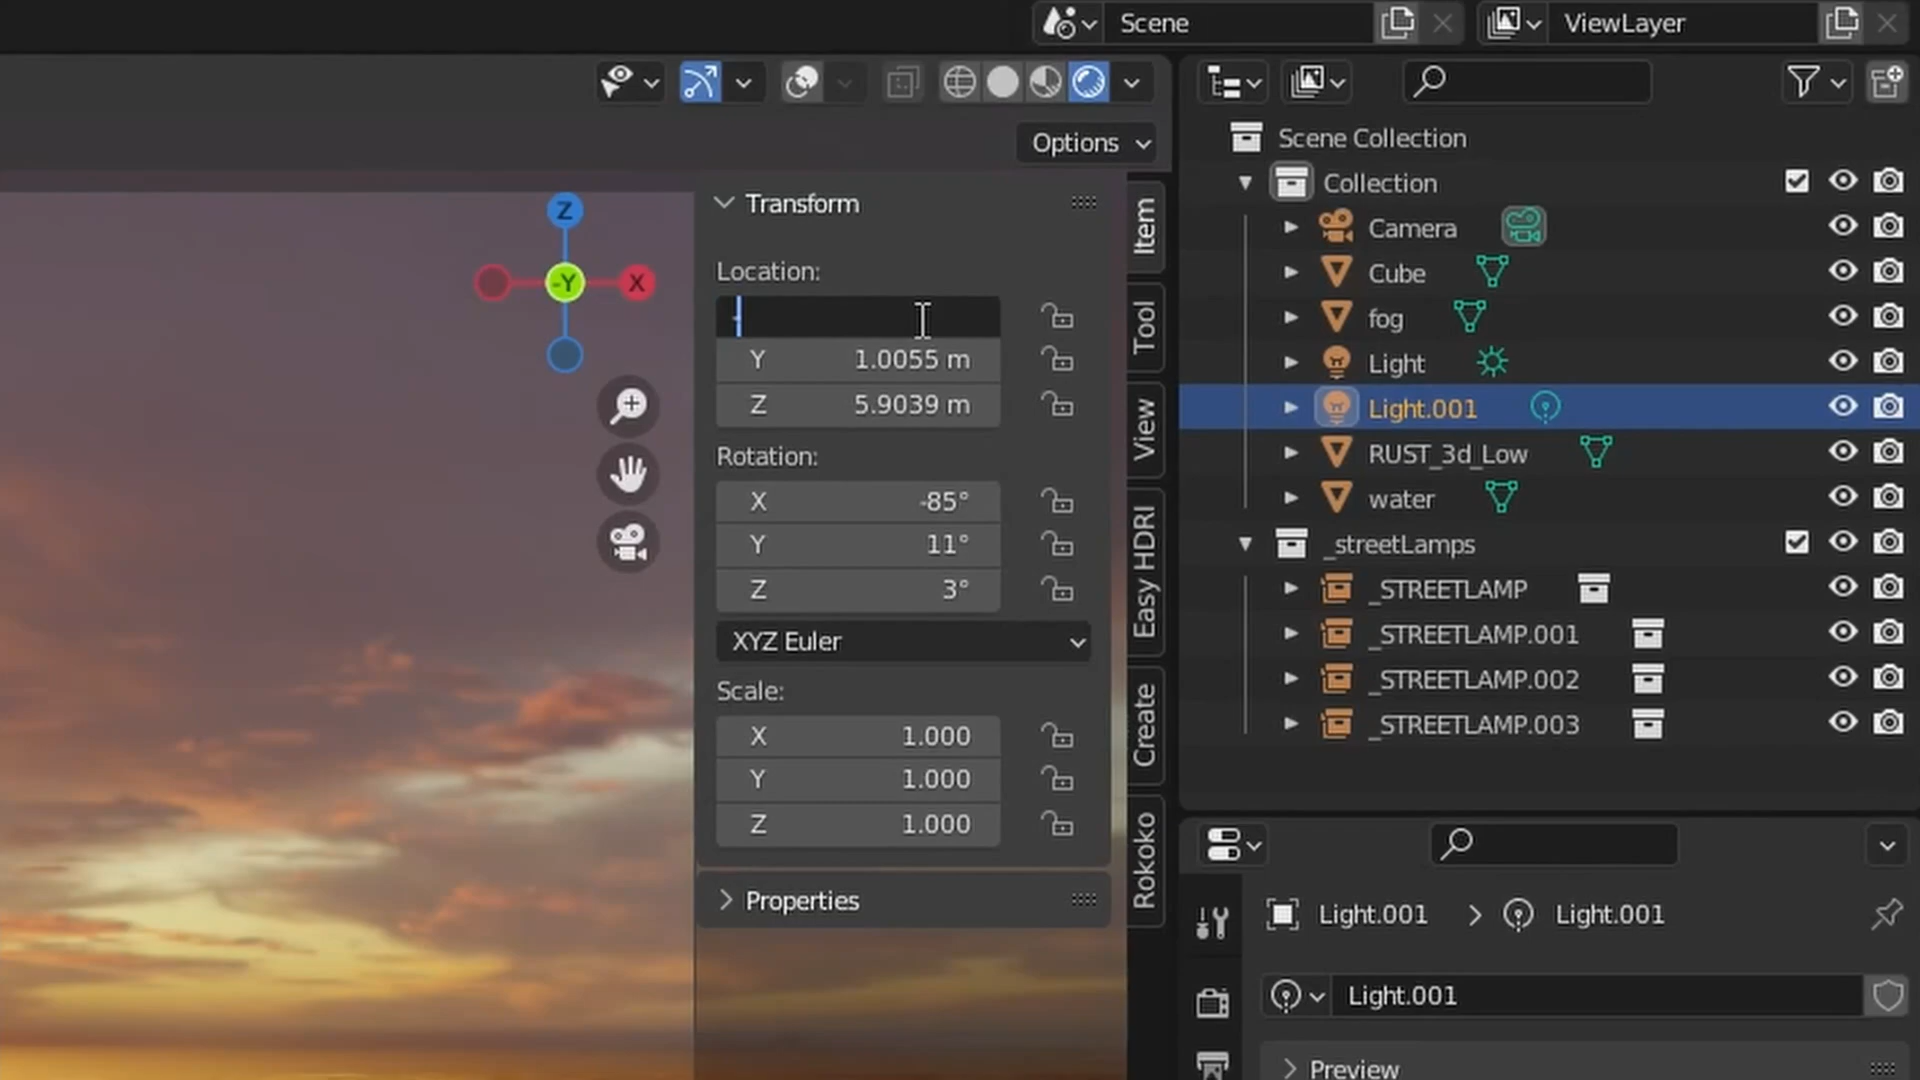 Scene
ViewLayer
Options
Scene Collection
Collection
Camera
Cube
fog
Light
Light.001
RUST_3d_Low
water
_streetLamps
_STREETLAMP
_STREETLAMP.001
_STREETLAMP.002
_STREETLAMP.003
Z
-Y
X
Transform
Location:
-
Y 1.0055 m
Z 5.9039 m
Rotation:
X -85°
Y 11°
Z 3°
XYZ Euler
Scale:
X 1.000
Y 1.000
Z 1.000
Properties
Item
Tool
View
Easy HDRI
Create
Rokoko
Light.001 > Light.001
Light.001
Preview